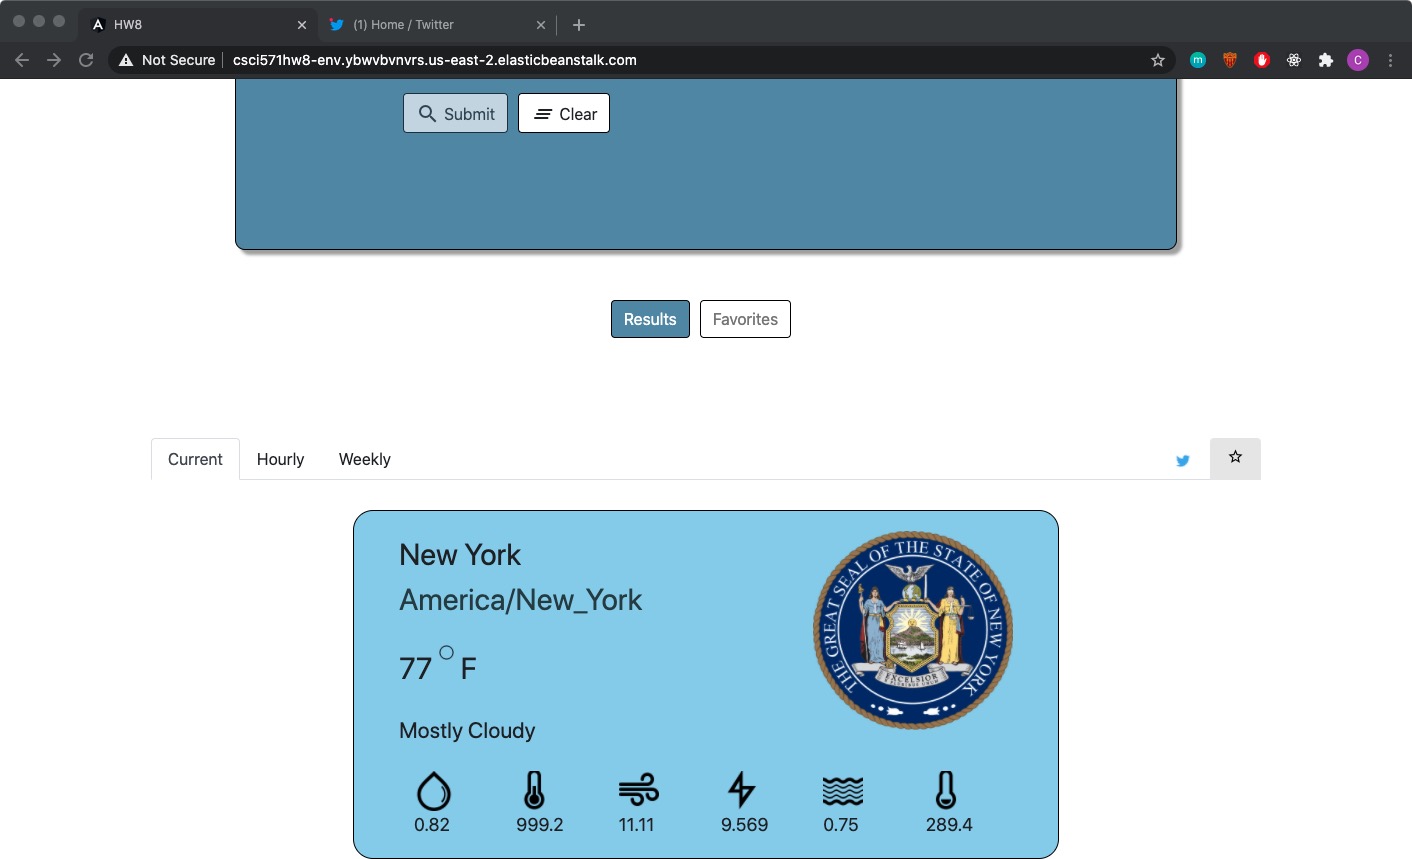 HW8
(1) Home / Twitter
Not Secure
csci571hw8-env.ybwvbvnvrs.us-east-2.elasticbeanstalk.com
m
C
Submit
Clear
Results
Favorites
Current
Hourly
Weekly
New York
America/New_York
77 ° F
Mostly Cloudy
THE GREAT SEAL OF THE STATE OF NEW YORK
EXCELSIOR
0.82
999.2
11.11
9.569
0.75
289.4